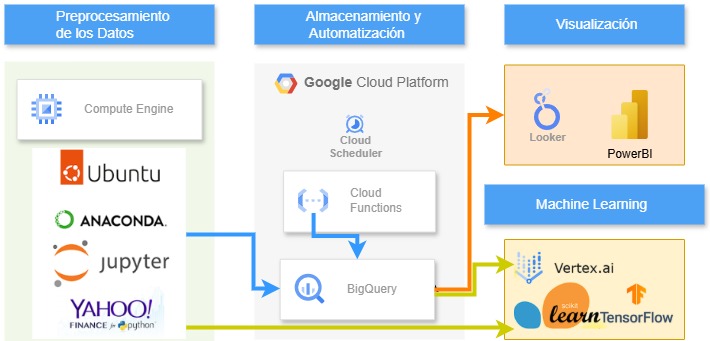 Preprocesamiento
de los Datos
Almacenamiento y
Automatización
Visualización
Compute Engine
Ubuntu
ANACONDA.
jupyter
YAHOO!
FINANCE for python
Google Cloud Platform
Cloud
Scheduler
Cloud
Functions
BigQuery
Looker
PowerBI
Machine Learning
Vertex.ai
scikit
learn
TensorFlow